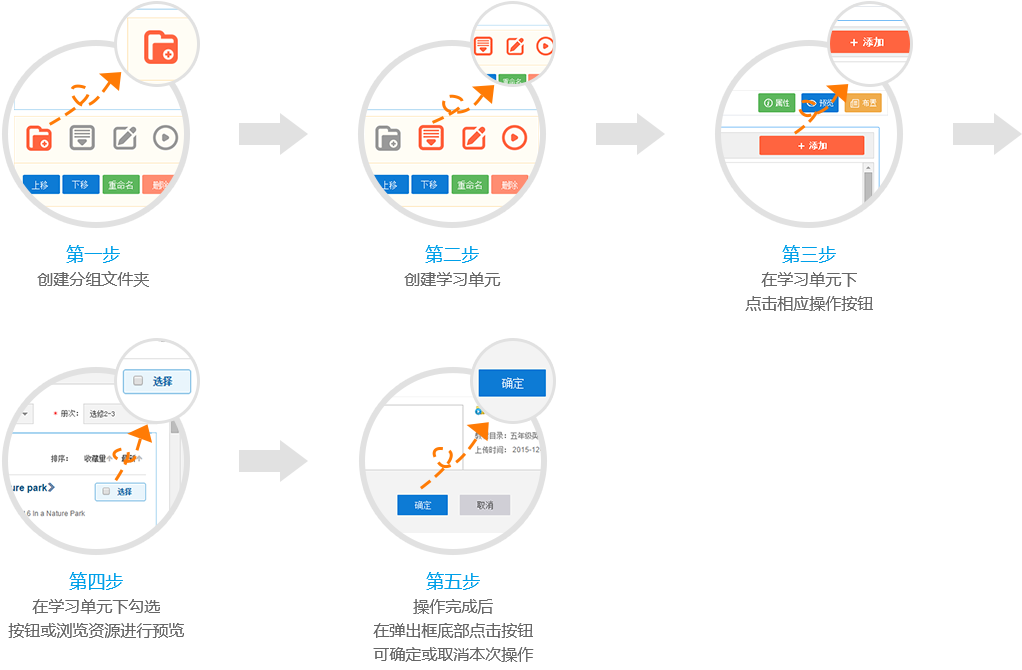 上移
下移
重命名
删除
第一步
创建分组文件夹
重命名
上移
下移
重命名
删除
第二步
创建学习单元
+ 添加
属性
预览
布置
+ 添加
第三步
在学习单元下
点击相应操作按钮
选择
* 册次： 选修2-3
排序： 收藏量
ure park》
选择
6 In a Nature Park
第四步
在学习单元下勾选
按钮或浏览资源进行预览
确定
目录：五年级英
上传时间： 2015-12
确定
取消
第五步
操作完成后
在弹出框底部点击按钮
可确定或取消本次操作